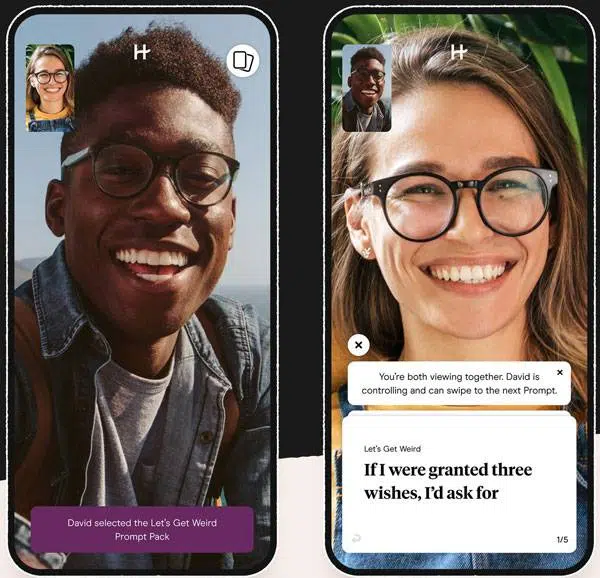 H
David selected the Let's Get Weird
Prompt Pack
H
You're both viewing together. David is
controlling and can swipe to the next Prompt.
Let's Get Weird
If I were granted three
wishes, I'd ask for
1/5